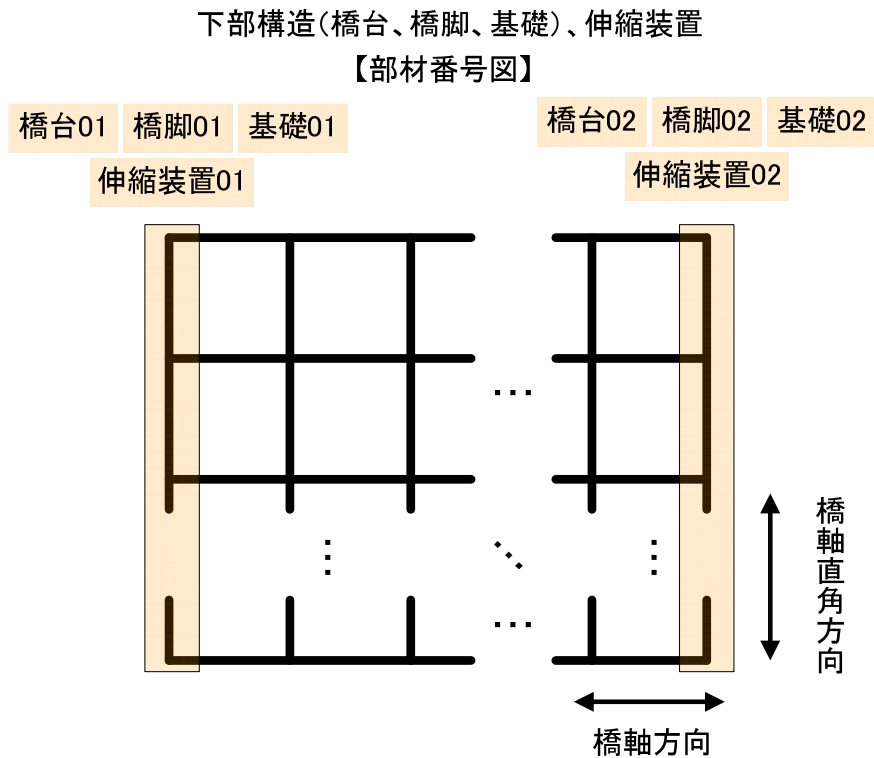 下部構造(橋台、橋脚、基礎)、伸縮装置
【部材番号図】
橋台01 橋脚01 基礎01
伸縮装置01
橋台02 橋脚02 基礎02
伸縮装置02
橋軸直角方向
橋軸方向